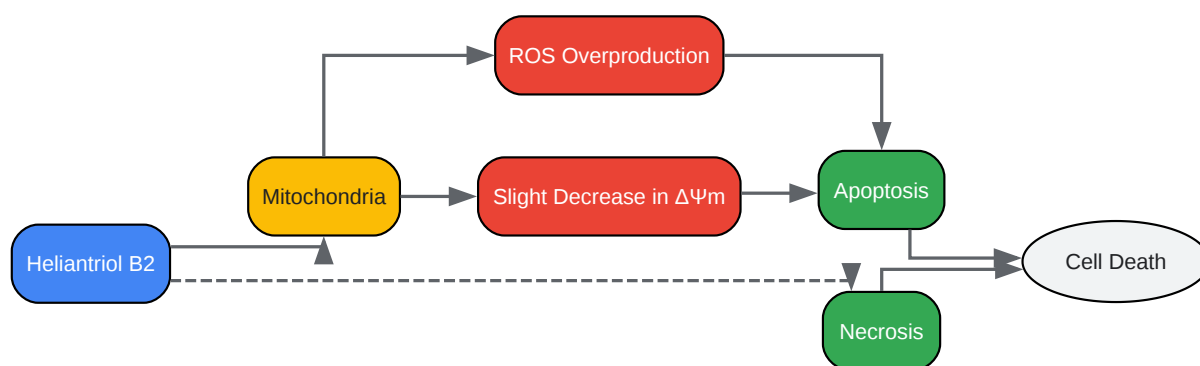 ROS Overproduction
Mitochondria
Slight Decrease in ΔΨm
Apoptosis
Heliantriol B2
Cell Death
Necrosis